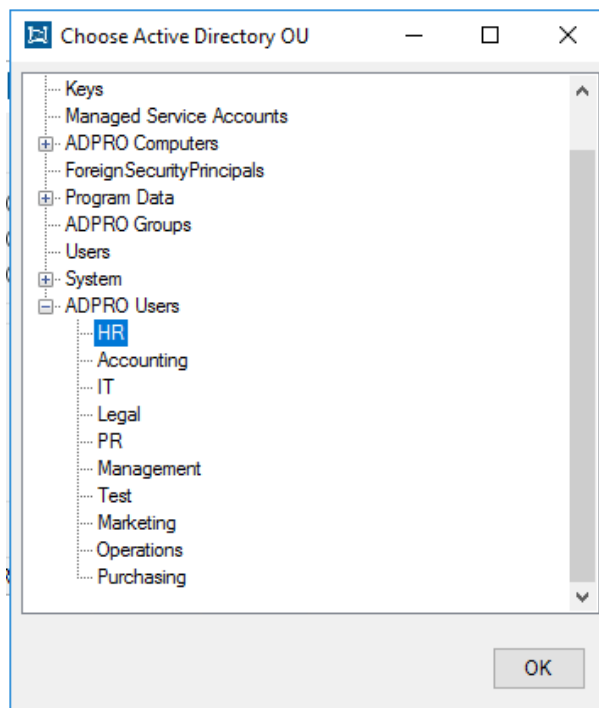 Choose Active Directory OU
Keys
Managed Service Accounts
ADPRO Computers
ForeignSecurityPrincipals
Program Data
ADPRO Groups
Users
System
ADPRO Users
HR
Accounting
IT
Legal
PR
Management
Test
Marketing
Operations
Purchasing
OK